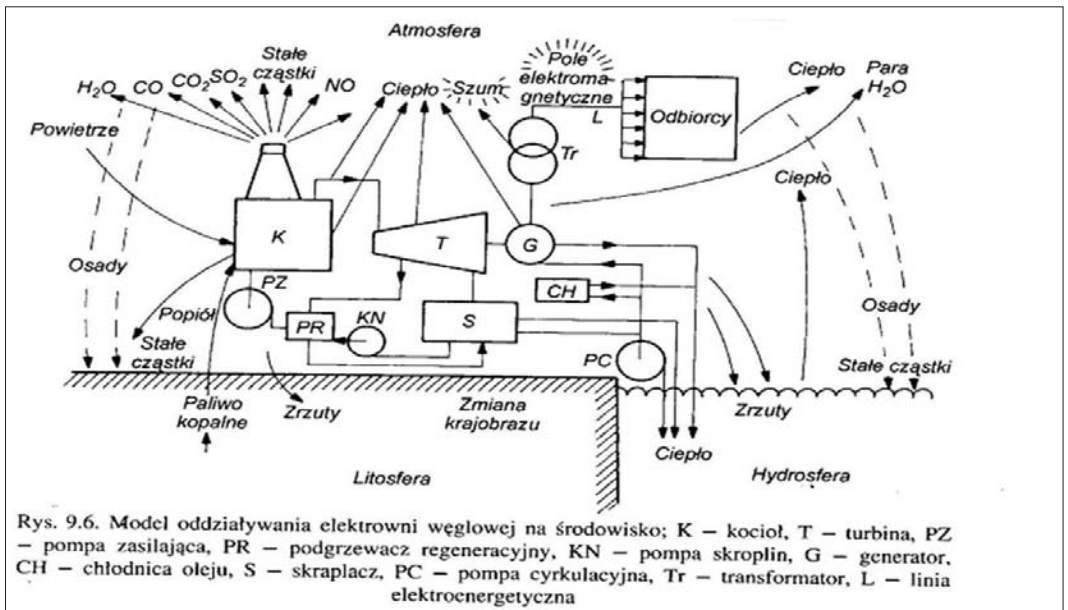 Atmosfera
H₂O
CO
CO₂
SO₂
Stałe
cząstki
NO
Ciepło
Szum
Pole
elektroma
gnetyczne
L
Odbiorcy
Ciepło
Para
H₂O
Powietrze
Tr
Ciepło
K
T
G
Osady
PZ
CH
Osady
Popiół
PR
KN
S
Stałe
cząstki
PC
Stałe cząstki
Paliwo
kopalne
Zrzuty
Zmiana
krajobrazu
Zrzuty
Ciepło
Litosfera
Hydrosfera
Rys. 9.6. Model oddziaływania elektrowni węglowej na środowisko; K – kocioł, T – turbina, PZ
– pompa zasilająca, PR – podgrzewacz regeneracyjny, KN – pompa skroplin, G – generator,
CH – chłodnica oleju, S – skraplacz, PC – pompa cyrkulacyjna, Tr – transformator, L – linia
elektroenergetyczna